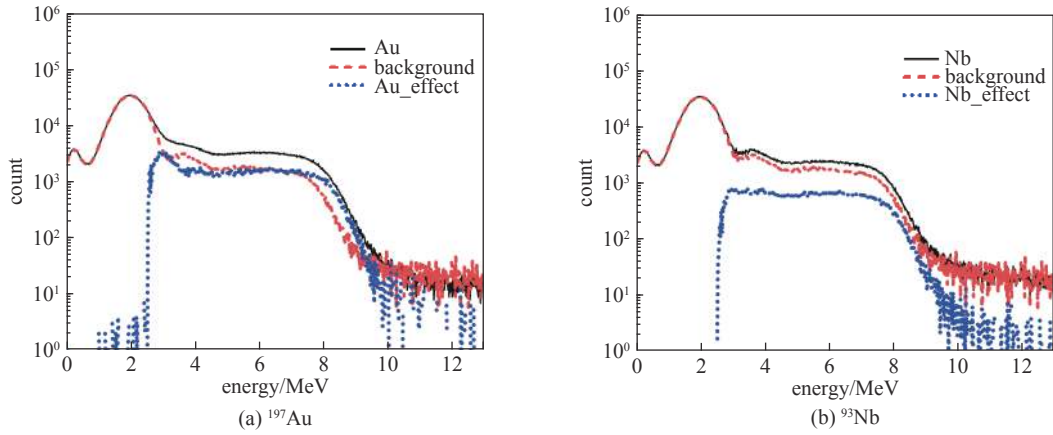 10⁶
10⁵
10⁴
10³
10²
10¹
10⁰
count
Au
background
Au_effect
0 2 4 6 8 10 12
energy/MeV
(a) ¹⁹⁷Au
10⁶
10⁵
10⁴
10³
10²
10¹
10⁰
count
Nb
background
Nb_effect
0 2 4 6 8 10 12
energy/MeV
(b) ⁹³Nb